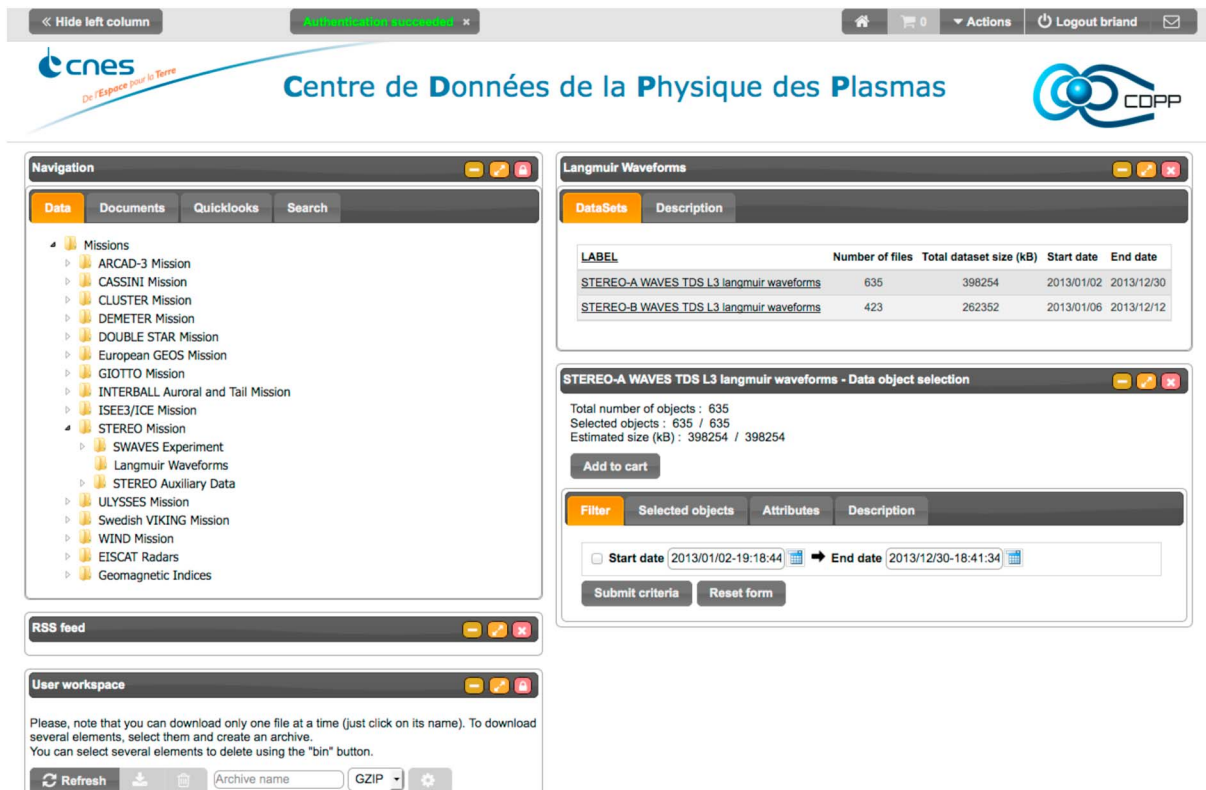 « Hide left column
Authentication succeeded ×
0
Actions
Logout briand
cnes
De l'Espace pour la Terre
Centre de Données de la Physique des Plasmas
CDPP
Navigation
Data Documents Quicklooks Search
Missions
ARCAD-3 Mission
CASSINI Mission
CLUSTER Mission
DEMETER Mission
DOUBLE STAR Mission
European GEOS Mission
GIOTTO Mission
INTERBALL Auroral and Tail Mission
ISEE3/ICE Mission
STEREO Mission
SWAVES Experiment
Langmuir Waveforms
STEREO Auxiliary Data
ULYSSES Mission
Swedish VIKING Mission
WIND Mission
EISCAT Radars
Geomagnetic Indices
RSS feed
User workspace
Please, note that you can download only one file at a time (just click on its name). To download
several elements, select them and create an archive.
You can select several elements to delete using the "bin" button.
Refresh Archive name GZIP
Langmuir Waveforms
DataSets Description
LABEL Number of files Total dataset size (kB) Start date End date
STEREO-A WAVES TDS L3 langmuir waveforms 635 398254 2013/01/02 2013/12/30
STEREO-B WAVES TDS L3 langmuir waveforms 423 262352 2013/01/06 2013/12/12
STEREO-A WAVES TDS L3 langmuir waveforms - Data object selection
Total number of objects : 635
Selected objects : 635 / 635
Estimated size (kB) : 398254 / 398254
Add to cart
Filter Selected objects Attributes Description
Start date 2013/01/02-19:18:44 End date 2013/12/30-18:41:34
Submit criteria Reset form